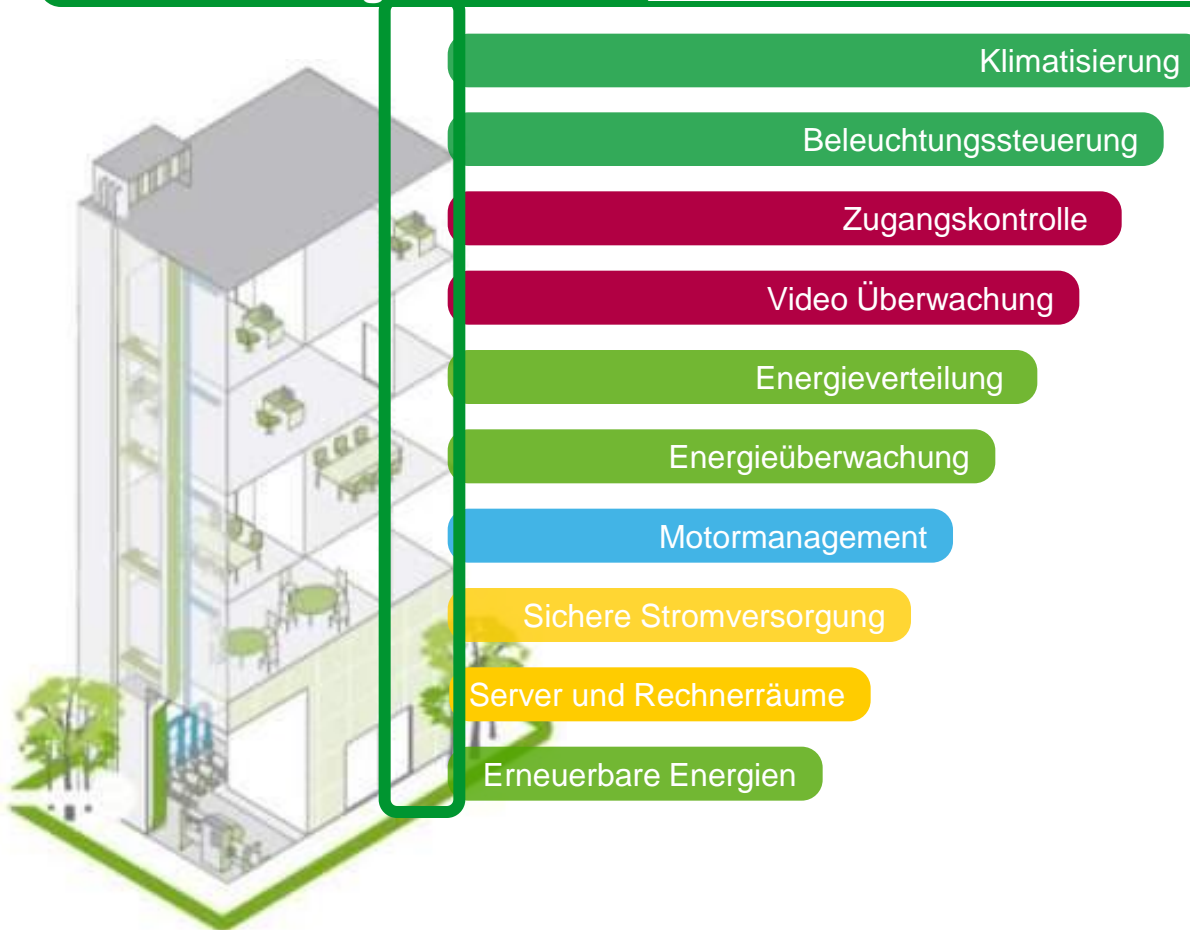 Klimatisierung
Beleuchtungssteuerung
Zugangskontrolle
Video Überwachung
Energieverteilung
Energieüberwachung
Motormanagement
Sichere Stromversorgung
Server und Rechnerräume
Erneuerbare Energien